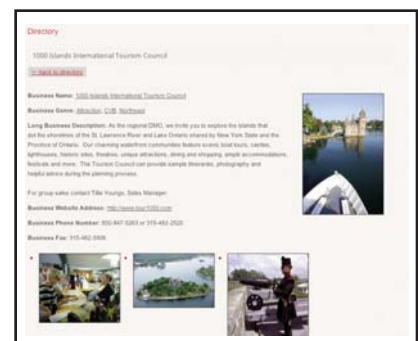 Directory
1000 Islands International Tourism Council
<< back to directory
Business Name: 1000 Islands International Tourism Council
Business Genre: Attraction, CVB, Northeast
Long Business Description: As the regional DMO, we invite you to explore the islands that
dot the shorelines of the St. Lawrence River and Lake Ontario shared by New York State and the
Province of Ontario. Our charming waterfront communities feature scenic boat tours, castles,
lighthouses, historic sites, theatres, unique attractions, dining and shopping, ample accommodations,
festivals and more. The Tourism Council can provide sample itineraries, photography and
helpful advice during the planning process.
For group sales contact Tillie Youngs, Sales Manager.
Business Website Address: http://www.tour1000.com
Business Phone Number: 800-847-5263 or 315-482-2520
Business Fax: 315-482-5906